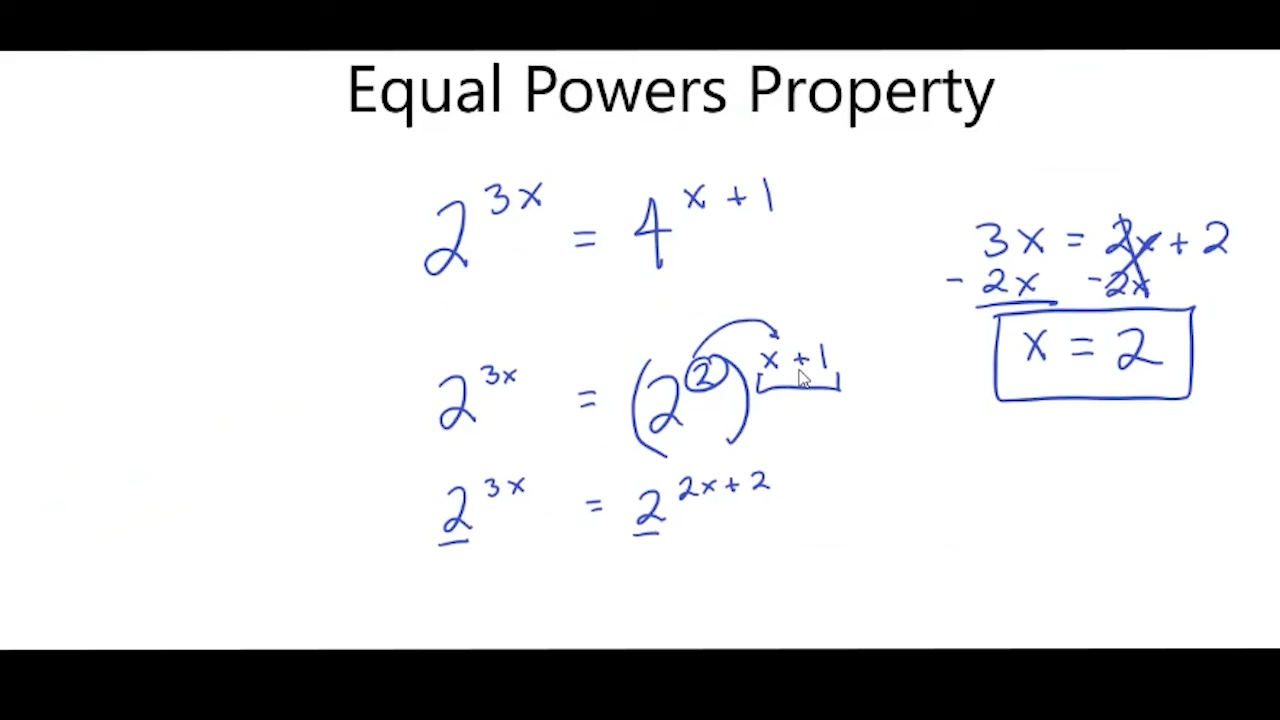 Equal Powers Property
2^{3x} = 4^{x + 1}
2^{3x} = (2^{2})^{x + 1}
2^{3x} = 2^{2x + 2}
3x = 2x + 2
- 2x - 2x
x = 2